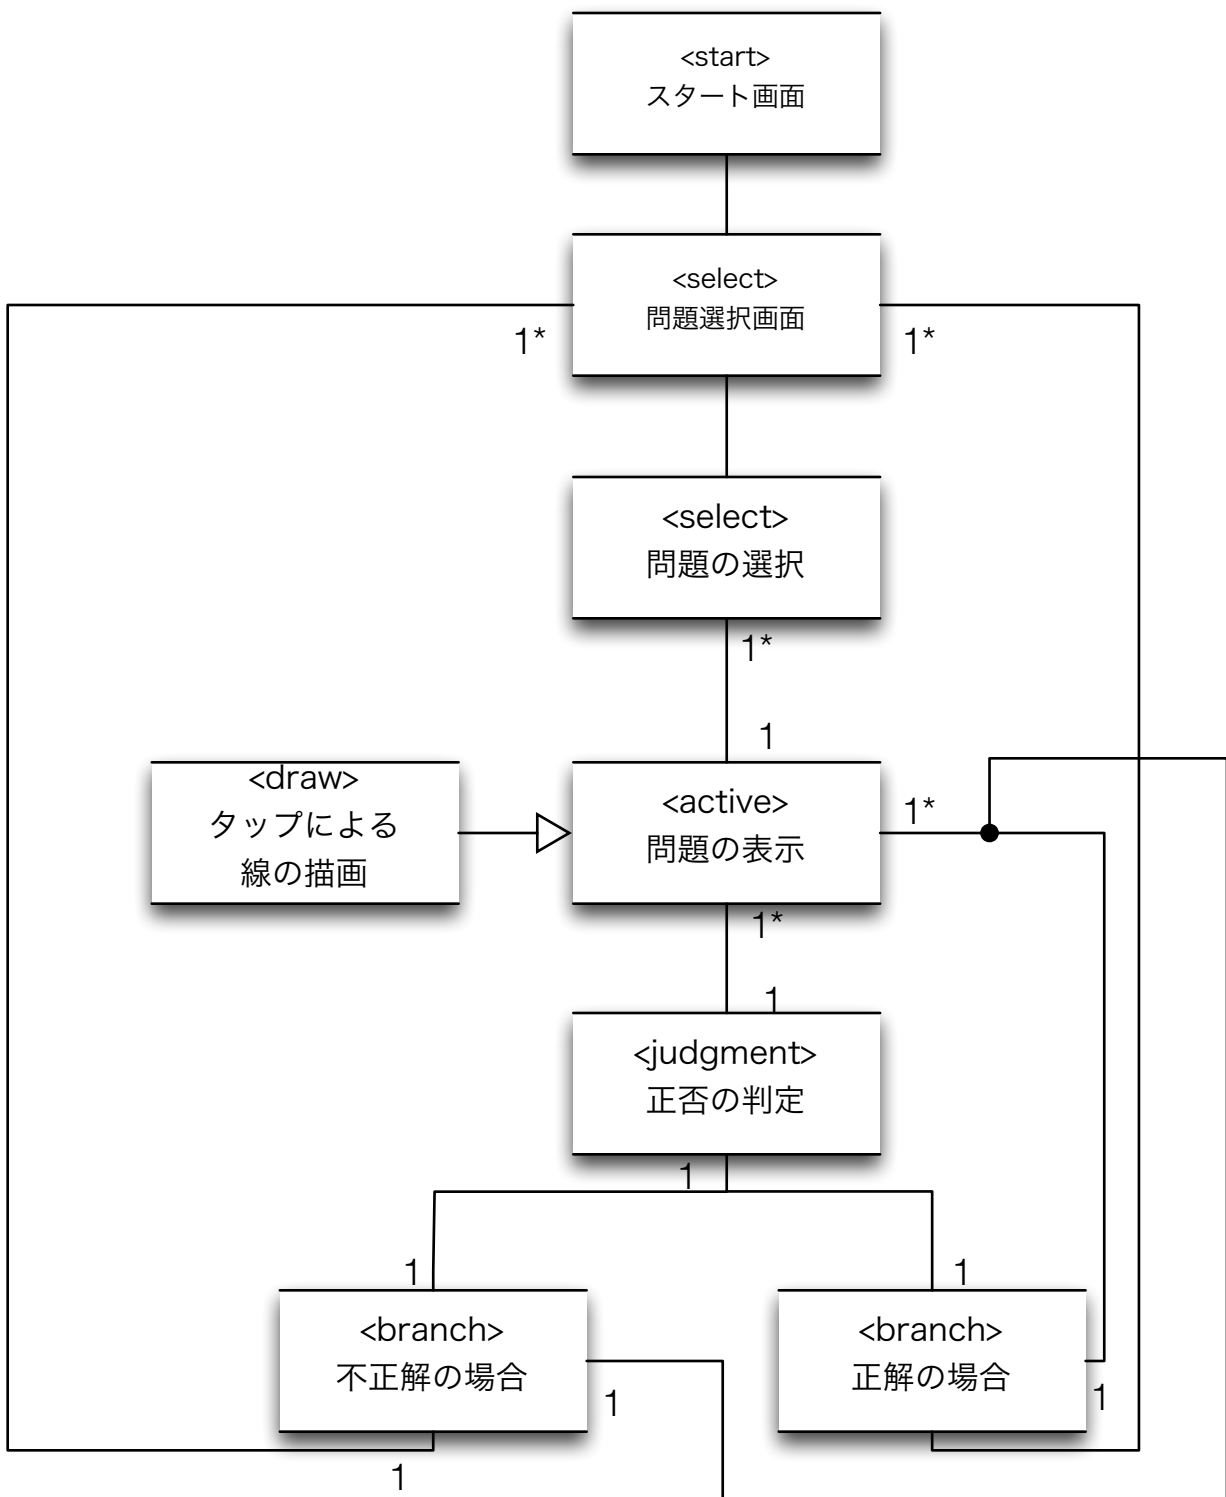 <start>
スタート画面
<select>
問題選択画面
1*
1*
<select>
問題の選択
1*
1
<draw>
タップによる
線の描画
<active>
問題の表示
1*
1*
1
<judgment>
正否の判定
1
1
1
<branch>
不正解の場合
1
1
<branch>
正解の場合
1